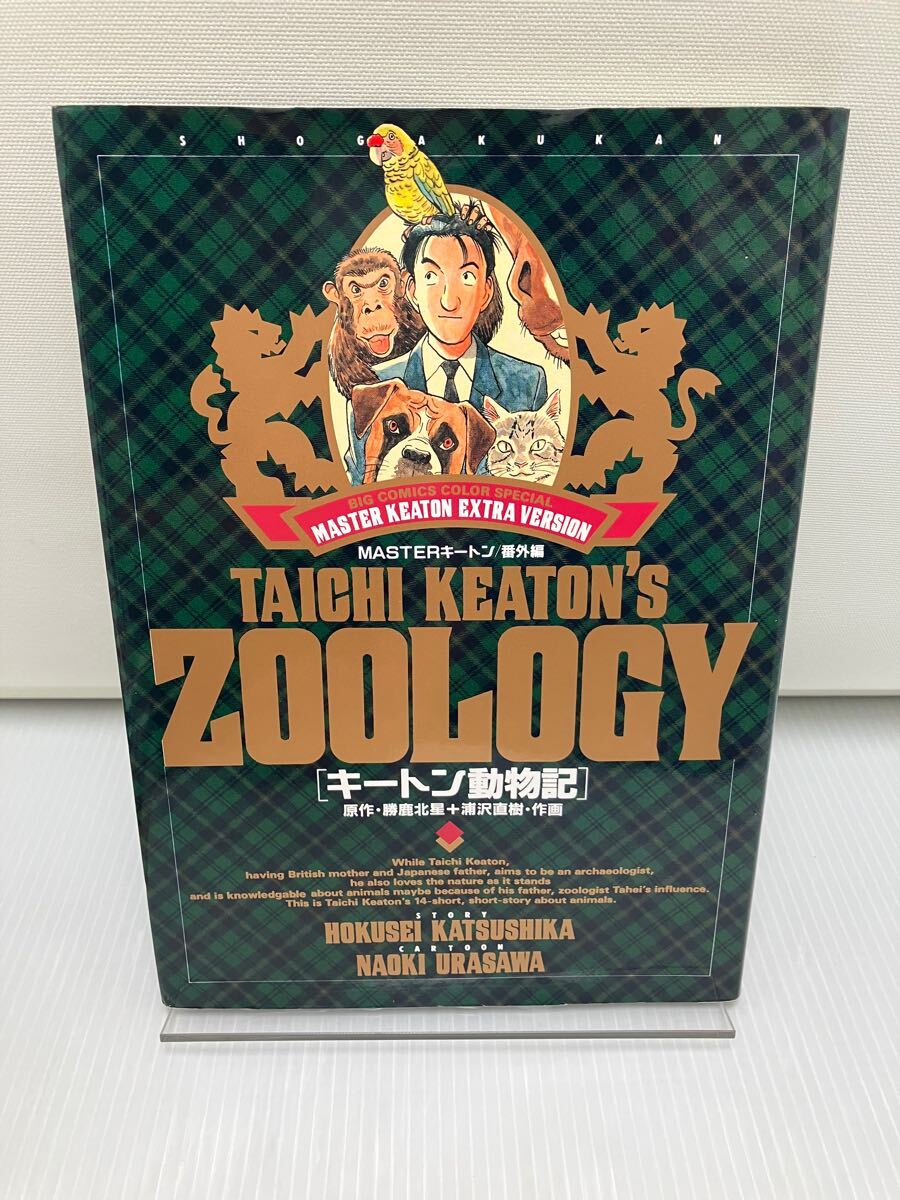 SHOGAKUKAN
BIG COMICS COLOR SPECIAL
MASTER KEATON EXTRA VERSION
MASTERキートン/番外編
TAICHI KEATON'S
ZOOLOGY
[キートン動物記]
原作・勝鹿北星+浦沢直樹・作画
While Taichi Keaton,
having British mother and Japanese father, aims to be an archaeologist,
he also loves the nature as it stands
and is knowledgable about animals maybe because of his father, zoologist Tahei's influence.
This is Taichi Keaton's 14-short, short-story about animals.
STORY
HOKUSEI KATSUSHIKA
CARTOON
NAOKI URASAWA